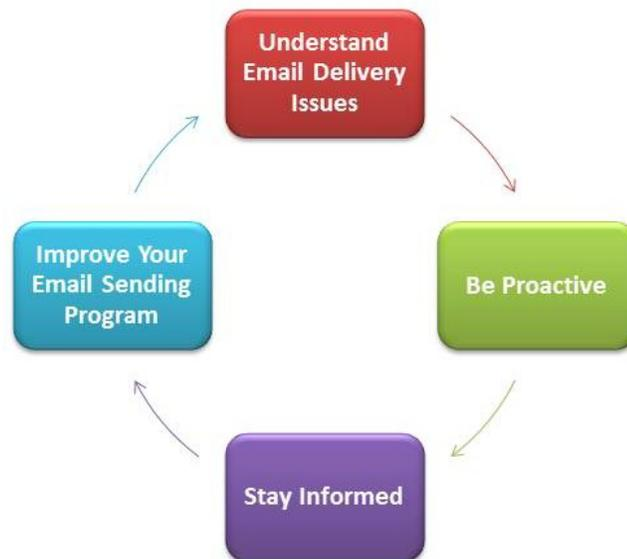 Understand
Email Delivery
Issues
Be Proactive
Stay Informed
Improve Your
Email Sending
Program